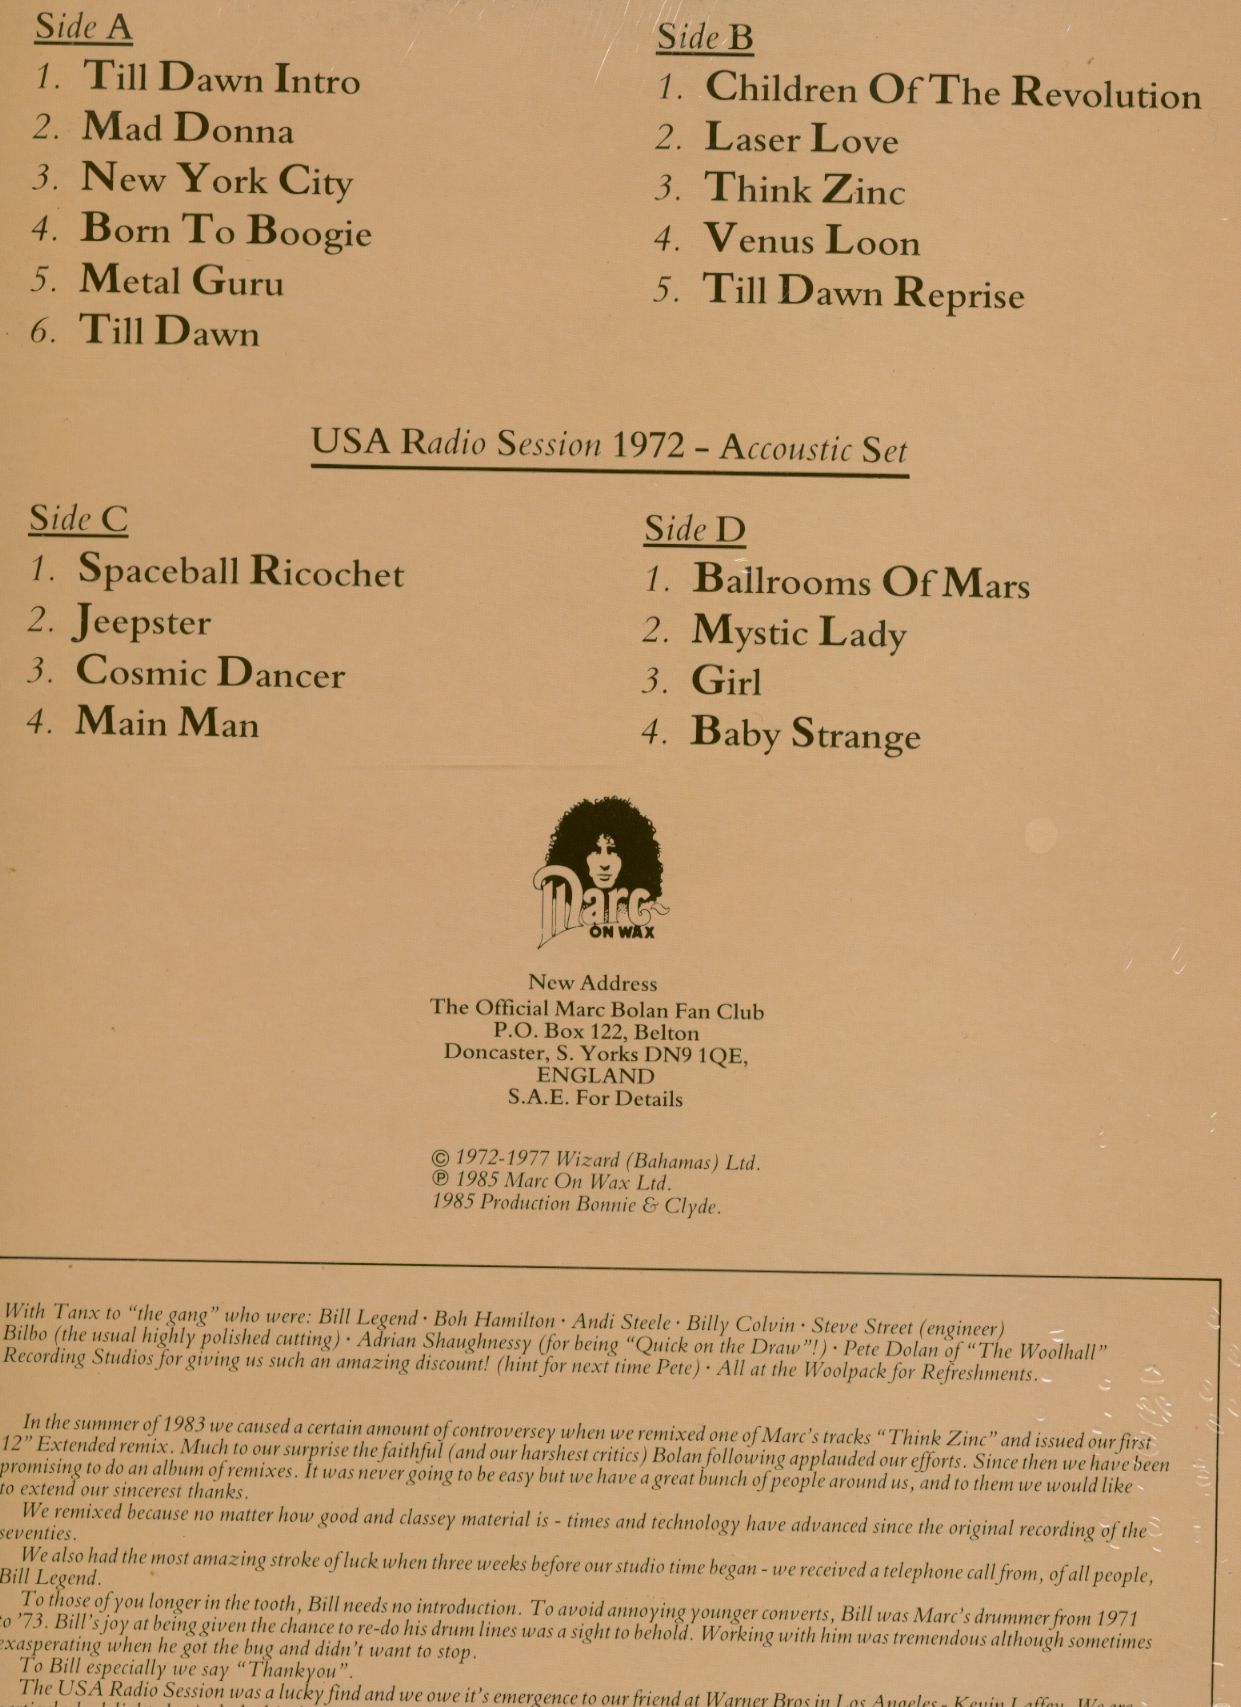 Side A
1. Till Dawn Intro
2. Mad Donna
3. New York City
4. Born To Boogie
5. Metal Guru
6. Till Dawn
Side B
1. Children Of The Revolution
2. Laser Love
3. Think Zinc
4. Venus Loon
5. Till Dawn Reprise
USA Radio Session 1972 – Accoustic Set
Side C
1. Spaceball Ricochet
2. Jeepster
3. Cosmic Dancer
4. Main Man
Side D
1. Ballrooms Of Mars
2. Mystic Lady
3. Girl
4. Baby Strange
Marc
ON WAX
New Address
The Official Marc Bolan Fan Club
P.O. Box 122, Belton
Doncaster, S. Yorks DN9 1QE,
ENGLAND
S.A.E. For Details
© 1972-1977 Wizard (Bahamas) Ltd.
℗ 1985 Marc On Wax Ltd.
1985 Production Bonnie & Clyde.
With Tanx to “the gang” who were: Bill Legend · Boh Hamilton · Andi Steele · Billy Colvin · Steve Street (engineer)
Bilbo (the usual highly polished cutting) · Adrian Shaughnessy (for being “Quick on the Draw”!) · Pete Dolan of “The Woolhall”
Recording Studios for giving us such an amazing discount! (hint for next time Pete) · All at the Woolpack for Refreshments.
In the summer of 1983 we caused a certain amount of controversey when we remixed one of Marc's tracks “Think Zinc” and issued our first
12” Extended remix. Much to our surprise the faithful (and our harshest critics) Bolan following applauded our efforts. Since then we have been
promising to do an album of remixes. It was never going to be easy but we have a great bunch of people around us, and to them we would like
to extend our sincerest thanks.
We remixed because no matter how good and classey material is - times and technology have advanced since the original recording of the
seventies.
We also had the most amazing stroke of luck when three weeks before our studio time began - we received a telephone call from, of all people,
Bill Legend.
To those of you longer in the tooth, Bill needs no introduction. To avoid annoying younger converts, Bill was Marc's drummer from 1971
to '73. Bill's joy at being given the chance to re-do his drum lines was a sight to behold. Working with him was tremendous although sometimes
exasperating when he got the bug and didn't want to stop.
To Bill especially we say “Thankyou”.
The USA Radio Session was a lucky find and we owe it's emergence to our friend at Warner Bros in Los Angeles - Kevin Laffey. We are